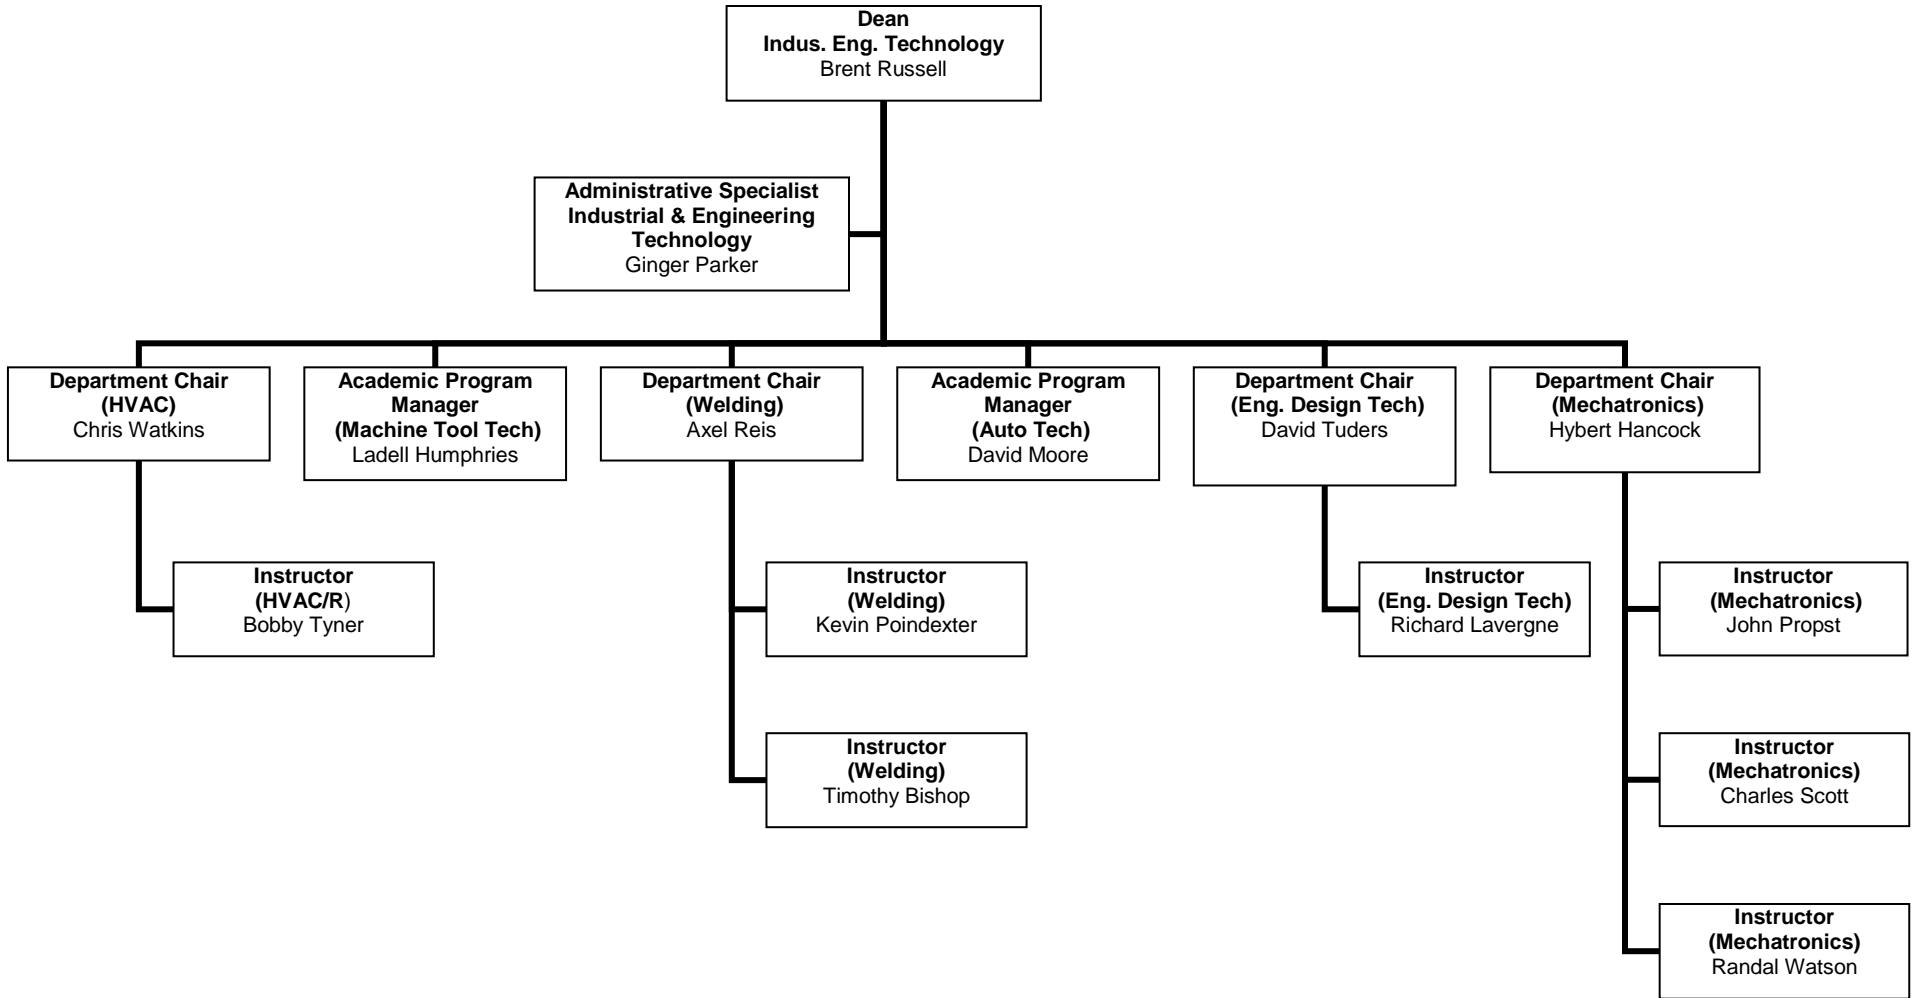 Dean
Indus. Eng. Technology
Brent Russell
Administrative Specialist
Industrial & Engineering
Technology
Ginger Parker
Department Chair
(HVAC)
Chris Watkins
Academic Program
Manager
(Machine Tool Tech)
Ladell Humphries
Department Chair
(Welding)
Axel Reis
Academic Program
Manager
(Auto Tech)
David Moore
Department Chair
(Eng. Design Tech)
David Tuders
Department Chair
(Mechatronics)
Hybert Hancock
Instructor
(HVAC/R)
Bobby Tyner
Instructor
(Welding)
Kevin Poindexter
Instructor
(Eng. Design Tech)
Richard Lavergne
Instructor
(Mechatronics)
John Propst
Instructor
(Welding)
Timothy Bishop
Instructor
(Mechatronics)
Charles Scott
Instructor
(Mechatronics)
Randal Watson